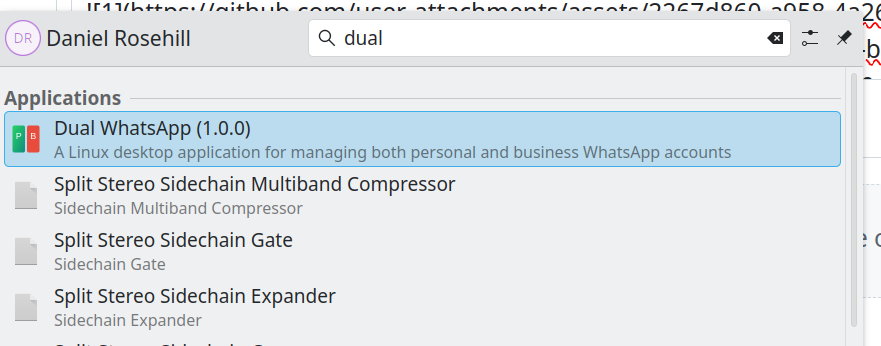 ![1](https://github.com/user-attachments/assets/2267d860-a958-4a26
DR Daniel Rosehill
dual
Applications
P B
Dual WhatsApp (1.0.0)
A Linux desktop application for managing both personal and business WhatsApp accounts
Split Stereo Sidechain Multiband Compressor
Sidechain Multiband Compressor
Split Stereo Sidechain Gate
Sidechain Gate
Split Stereo Sidechain Expander
Sidechain Expander